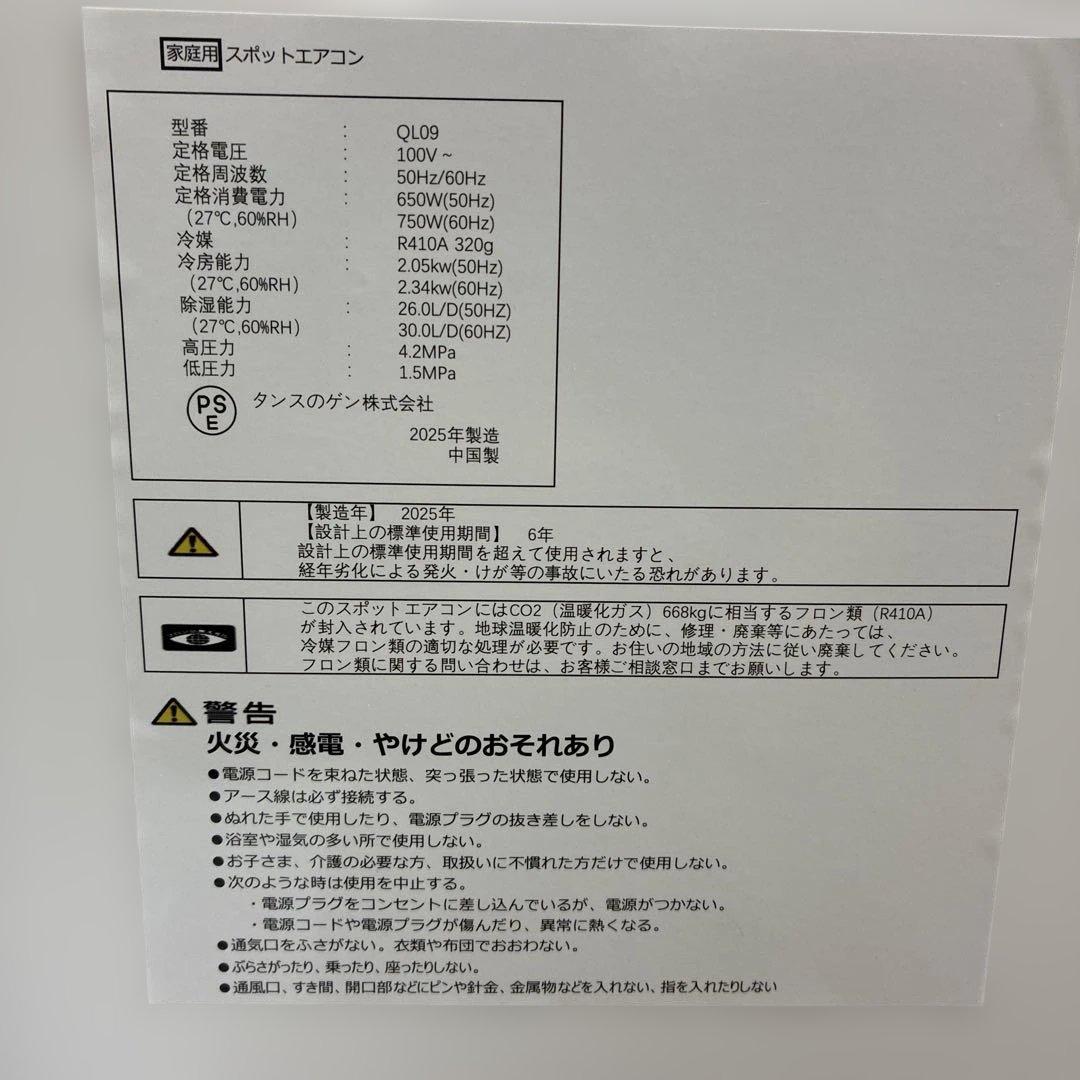 家庭用 スポットエアコン
型番 : QL09
定格電圧 : 100V~
定格周波数 : 50Hz/60Hz
定格消費電力 : 650W(50Hz)
(27℃,60%RH) 750W(60Hz)
冷媒 : R410A 320g
冷房能力 : 2.05kw(50Hz)
(27℃,60%RH) 2.34kw(60Hz)
除湿能力 : 26.0L/D(50HZ)
(27℃,60%RH) 30.0L/D(60HZ)
高圧力 : 4.2MPa
低圧力 : 1.5MPa
PSE タンスのゲン株式会社
2025年製造
中国製
【製造年】 2025年
【設計上の標準使用期間】 6年
設計上の標準使用期間を超えて使用されますと、
経年劣化による発火・けが等の事故にいたる恐れがあります。
このスポットエアコンにはCO2(温暖化ガス)668kgに相当するフロン類(R410A)
が封入されています。地球温暖化防止のために、修理・廃棄等にあたっては、
冷媒フロン類の適切な処理が必要です。お住いの地域の方法に従い廃棄してください。
フロン類に関する問い合わせは、お客様ご相談窓口までお願いします。
警告
火災・感電・やけどのおそれあり
●電源コードを束ねた状態、突っ張った状態で使用しない。
●アース線は必ず接続する。
●ぬれた手で使用したり、電源プラグの抜き差しをしない。
●浴室や湿気の多い所で使用しない。
●お子さま、介護の必要な方、取扱いに不慣れた方だけで使用しない。
●次のような時は使用を中止する。
・電源プラグをコンセントに差し込んでいるが、電源がつかない。
・電源コードや電源プラグが傷んだり、異常に熱くなる。
●通気口をふさがない。衣類や布団でおおわない。
●ぶらさがったり、乗ったり、座ったりしない。
●通風口、すき間、開口部などにピンや針金、金属物などを入れない、指を入れたりしない